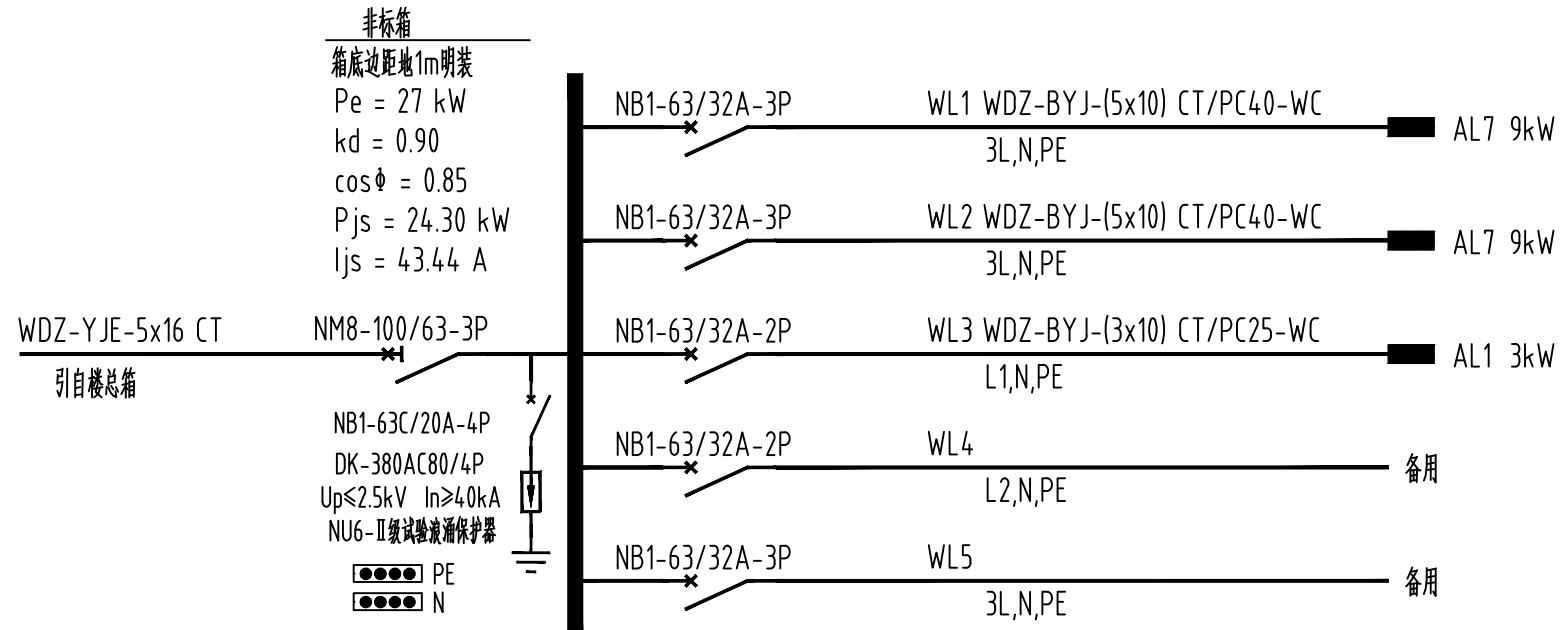 非标箱
箱底边距地1m明装
Pe = 27 kW
kd = 0.90
cosΦ = 0.85
Pjs = 24.30 kW
Ijs = 43.44 A
WDZ-YJE-5x16 CT
引自楼总箱
NM8-100/63-3P
NB1-63C/20A-4P
DK-380AC80/4P
Up≤2.5kV In≥40kA
NU6-Ⅱ级试验浪涌保护器
PE
N
NB1-63/32A-3P WL1 WDZ-BYJ-(5x10) CT/PC40-WC
3L,N,PE
AL7 9kW
NB1-63/32A-3P WL2 WDZ-BYJ-(5x10) CT/PC40-WC
3L,N,PE
AL7 9kW
NB1-63/32A-2P WL3 WDZ-BYJ-(3x10) CT/PC25-WC
L1,N,PE
AL1 3kW
NB1-63/32A-2P WL4
L2,N,PE
备用
NB1-63/32A-3P WL5
3L,N,PE
备用